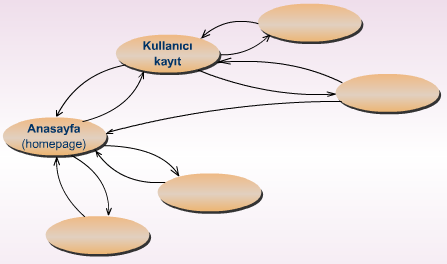 Kullanıcı
kayıt
Anasayfa
(homepage)